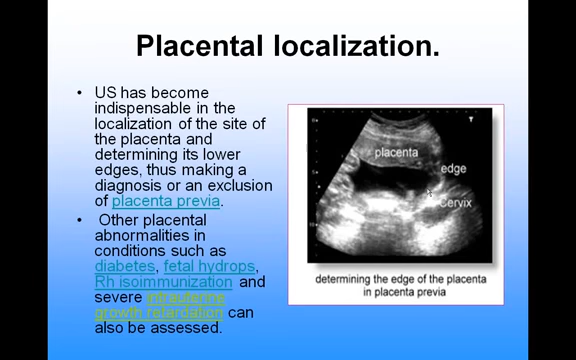 Placental localization.
• US has become
indispensable in the
localization of the site of
the placenta and
determining its lower
edges, thus making a
diagnosis or an exclusion
of placenta previa.
• Other placental
abnormalities in
conditions such as
diabetes, fetal hydrops,
Rh isoimmunization and
severe intrauterine
growth retardation can
also be assessed.
placenta
edge
Cervix
determining the edge of the placenta
in placenta previa